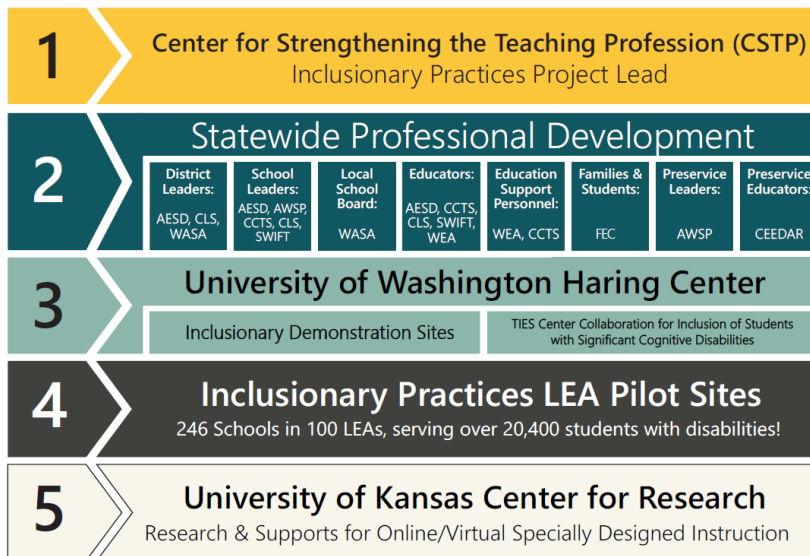 1
Center for Strengthening the Teaching Profession (CSTP)
Inclusionary Practices Project Lead
2
Statewide Professional Development
District
Leaders:
AESD, CLS,
WASA
School
Leaders:
AESD, AWSP,
CCTS, CLS,
SWIFT
Local
School
Board:
WASA
Educators:
AESD, CCTS,
CLS, SWIFT,
WEA
Education
Support
Personnel:
WEA, CCTS
Families &
Students:
FEC
Preservice
Leaders:
AWSP
Preservice
Educators:
CEEDAR
3
University of Washington Haring Center
Inclusionary Demonstration Sites
TIES Center Collaboration for Inclusion of Students
with Significant Cognitive Disabilities
4
Inclusionary Practices LEA Pilot Sites
246 Schools in 100 LEAs, serving over 20,400 students with disabilities!
5
University of Kansas Center for Research
Research & Supports for Online/Virtual Specially Designed Instruction